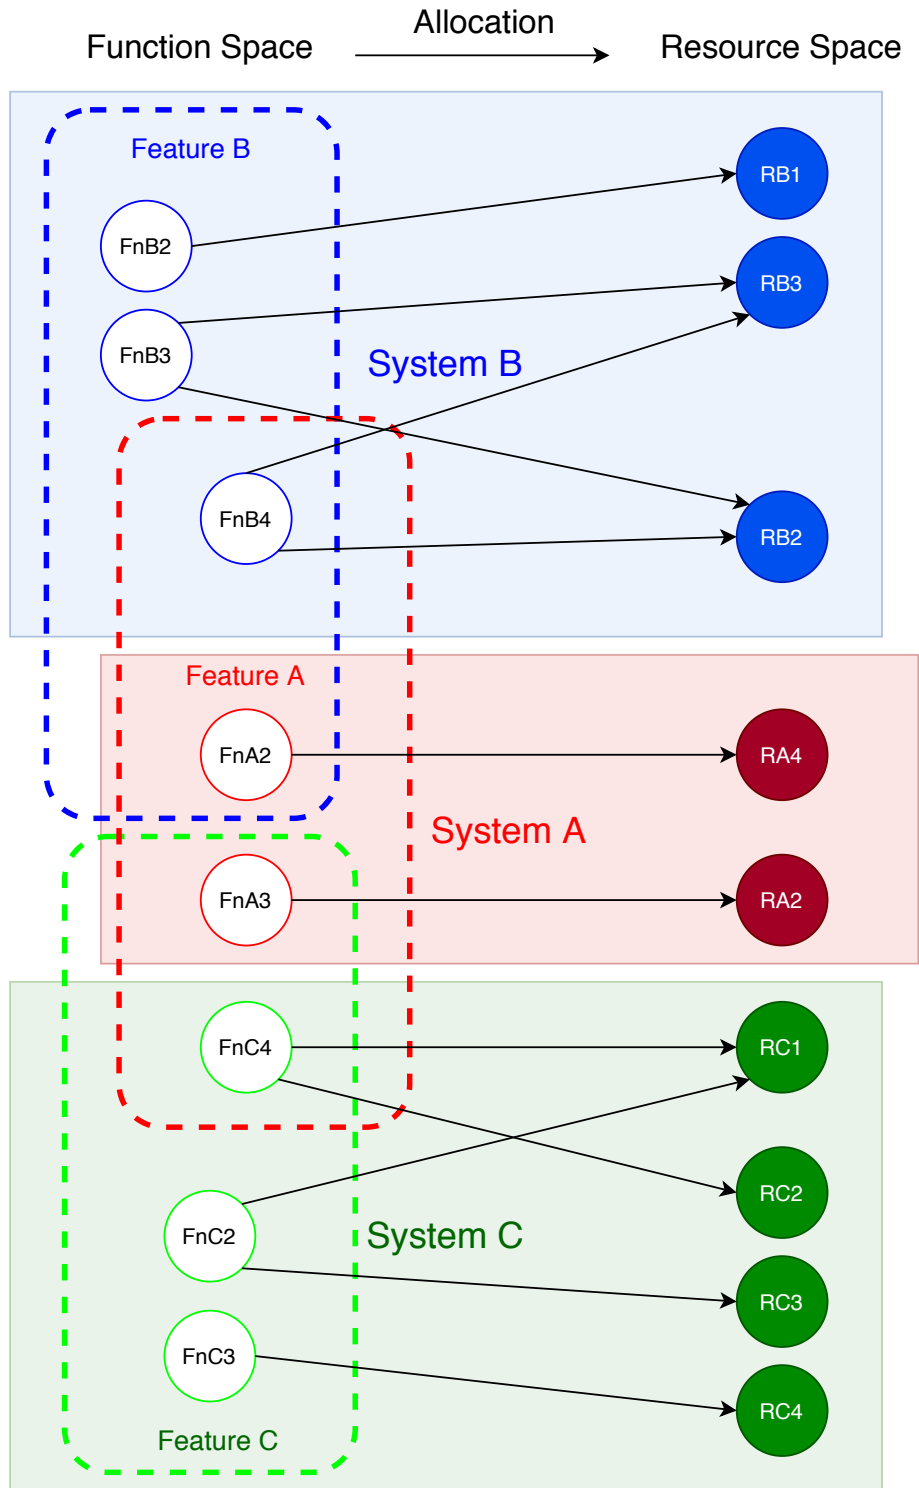 Allocation
Function Space
Resource Space
Feature B
RB1
FnB2
RB3
FnB3
System B
FnB4
RB2
Feature A
FnA2
RA4
System A
FnA3
RA2
FnC4
RC1
RC2
FnC2
System C
RC3
FnC3
RC4
Feature C